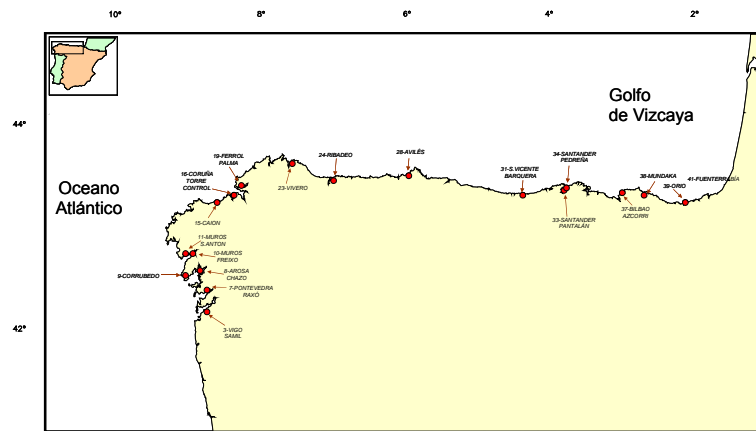 10° 8° 6° 4° 2°
44°
42°
Golfo
de Vizcaya
Oceano
Atlántico
19-FERROL
PALMA
16-CORUÑA
TORRE
CONTROL
15-CAION
23-VIVERO
24-RIBADEO
28-AVILÉS
31-S.VICENTE
BARQUERA
34-SANTANDER
PEDREÑA
33-SANTANDER
PANTALÁN
37-BILBAO
AZCORRI
38-MUNDAKA
39-ORIO
41-FUENTERRABÍA
11-MUROS
S.ANTON
10-MUROS
FREIXO
9-CORRUBEDO
8-AROSA
CHAZO
7-PONTEVEDRA
RAXÓ
3-VIGO
SAMIL